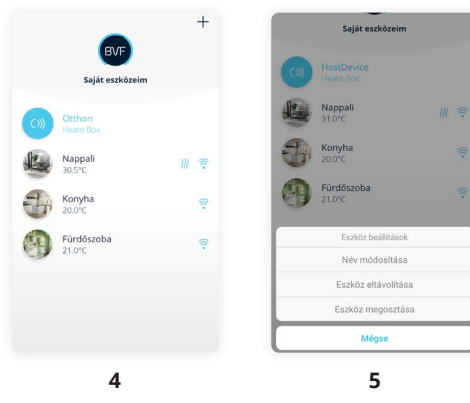 BVF
Saját eszközeim
Otthon
Heato Box
Nappali
30.5°C
Konyha
20.0°C
Fürdőszoba
21.0°C
4
Saját eszközeim
HostDevice
Heato Box
Nappali
31.0°C
Konyha
20.0°C
Fürdőszoba
21.0°C
Eszköz beállítások
Név módosítása
Eszköz eltávolítása
Eszköz megosztása
Mégse
5